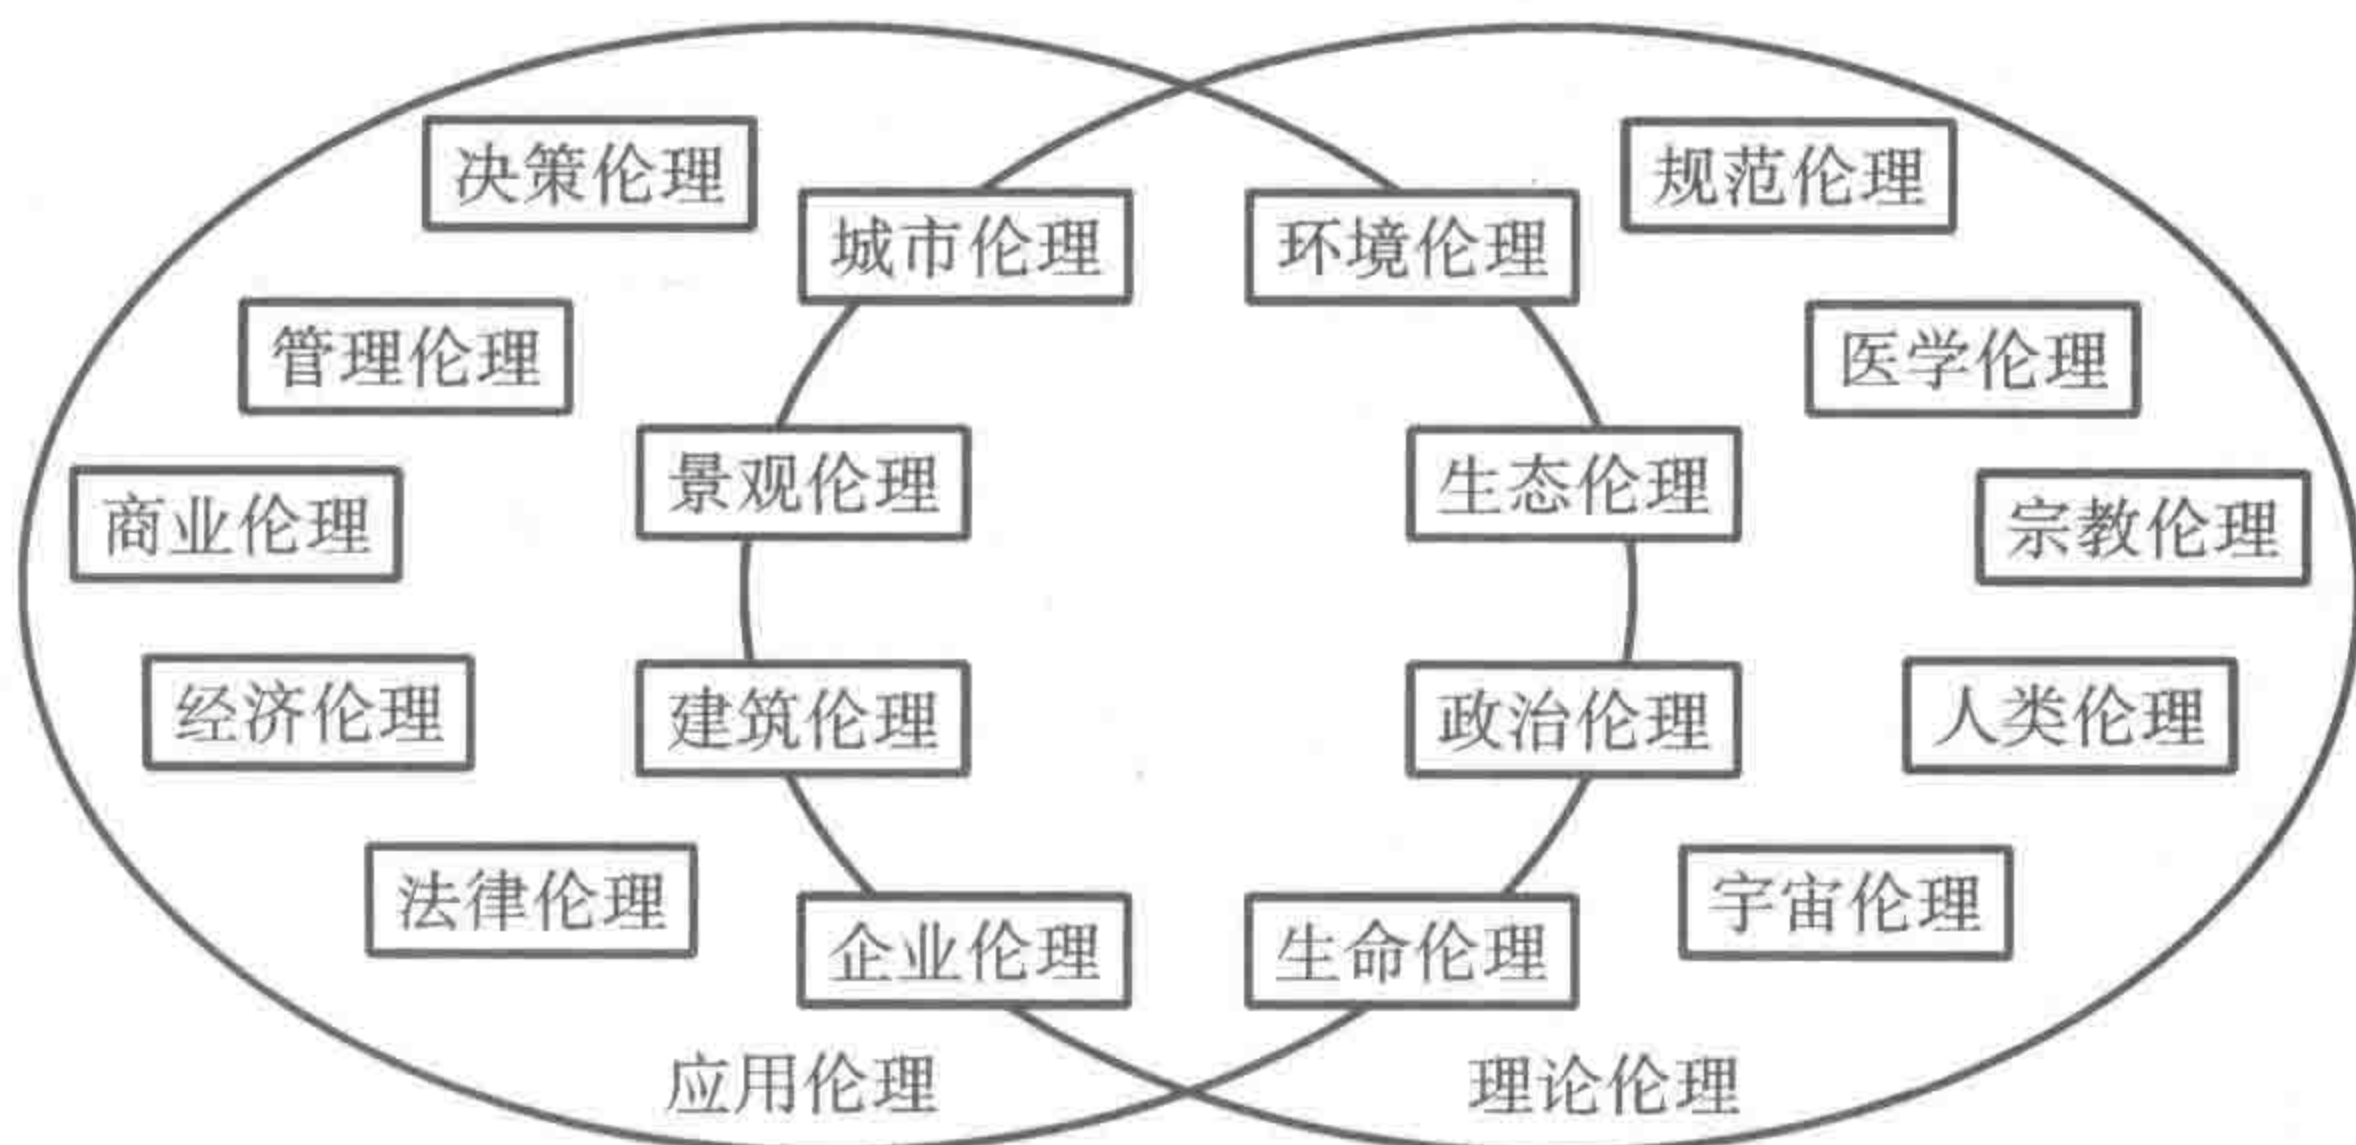 决策伦理
规范伦理
城市伦理
环境伦理
管理伦理
医学伦理
景观伦理
生态伦理
商业伦理
宗教伦理
经济伦理
建筑伦理
政治伦理
人类伦理
法律伦理
宇宙伦理
企业伦理
生命伦理
应用伦理
理论伦理